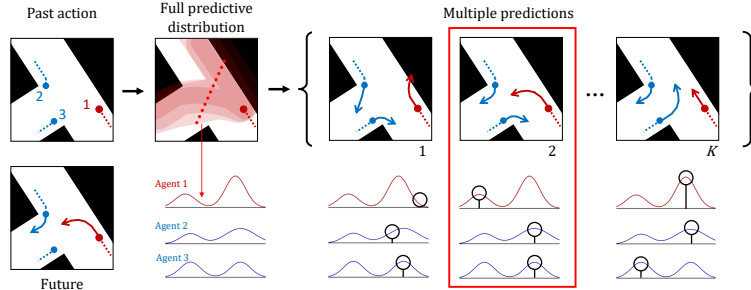 Past action
Full predictive
distribution
Multiple predictions
2
3
1
1
2
...
K
Agent 1
Agent 2
Agent 3
Future